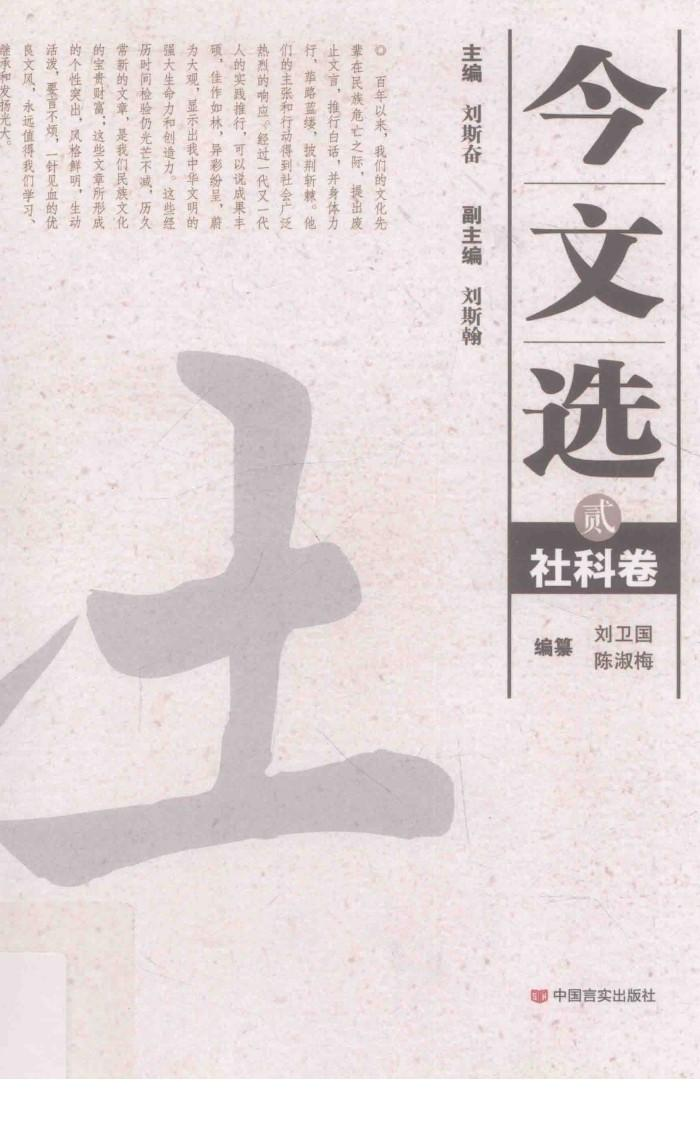 今文选
贰
社科卷
编纂
刘卫国
陈淑梅
主编 刘斯奋 副主编 刘斯翰
◎ 百年以来，我们的文化先
辈在民族危亡之际，提出废
止文言，推行白话，并身体力
行，荜路蓝缕，披荆斩棘。他
们的主张和行动得到社会广泛
热烈的响应。经过一代又一代
人的实践推行，可以说成果丰
硕，佳作如林，异彩纷呈，蔚
为大观，显示出我中华文明的
强大生命力和创造力。这些经
历时间检验仍光芒不减，历久
常新的文章，是我们民族文化
的宝贵财富；这些文章所形成
的个性突出，风格鲜明，生动
活泼，要言不烦，一针见血的优
良文风，永远值得我们学习、
继承和发扬光大。
社
中国言实出版社